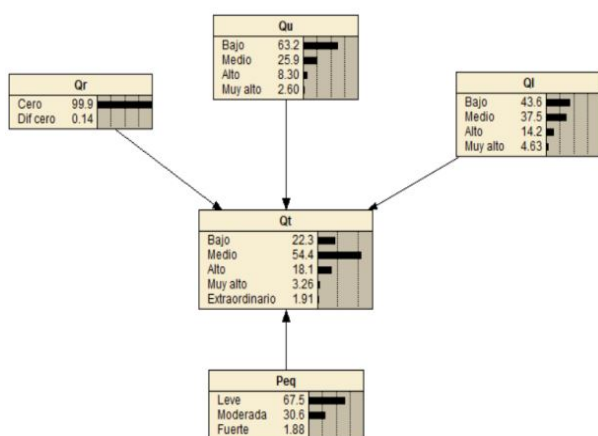 Qu
Bajo 63.2
Medio 25.9
Alto 8.30
Muy alto 2.60
Qr
Cero 99.9
Dif cero 0.14
Ql
Bajo 43.6
Medio 37.5
Alto 14.2
Muy alto 4.63
Qt
Bajo 22.3
Medio 54.4
Alto 18.1
Muy alto 3.26
Extraordinario 1.91
Peq
Leve 67.5
Moderada 30.6
Fuerte 1.88